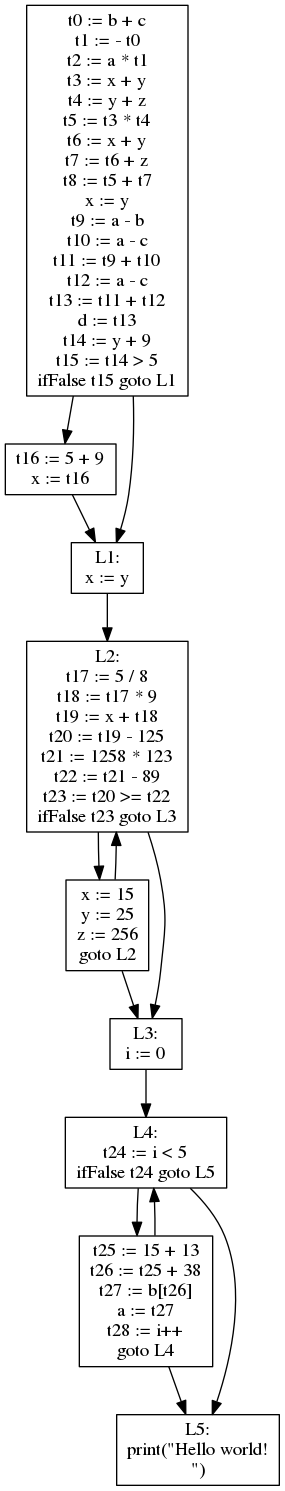 t0 := b + c
t1 := - t0
t2 := a * t1
t3 := x + y
t4 := y + z
t5 := t3 * t4
t6 := x + y
t7 := t6 + z
t8 := t5 + t7
x := y
t9 := a - b
t10 := a - c
t11 := t9 + t10
t12 := a - c
t13 := t11 + t12
d := t13
t14 := y + 9
t15 := t14 > 5
ifFalse t15 goto L1
t16 := 5 + 9
x := t16
L1:
x := y
L2:
t17 := 5 / 8
t18 := t17 * 9
t19 := x + t18
t20 := t19 - 125
t21 := 1258 * 123
t22 := t21 - 89
t23 := t20 >= t22
ifFalse t23 goto L3
x := 15
y := 25
z := 256
goto L2
L3:
i := 0
L4:
t24 := i < 5
ifFalse t24 goto L5
t25 := 15 + 13
t26 := t25 + 38
t27 := b[t26]
a := t27
t28 := i++
goto L4
L5:
print("Hello world!
")